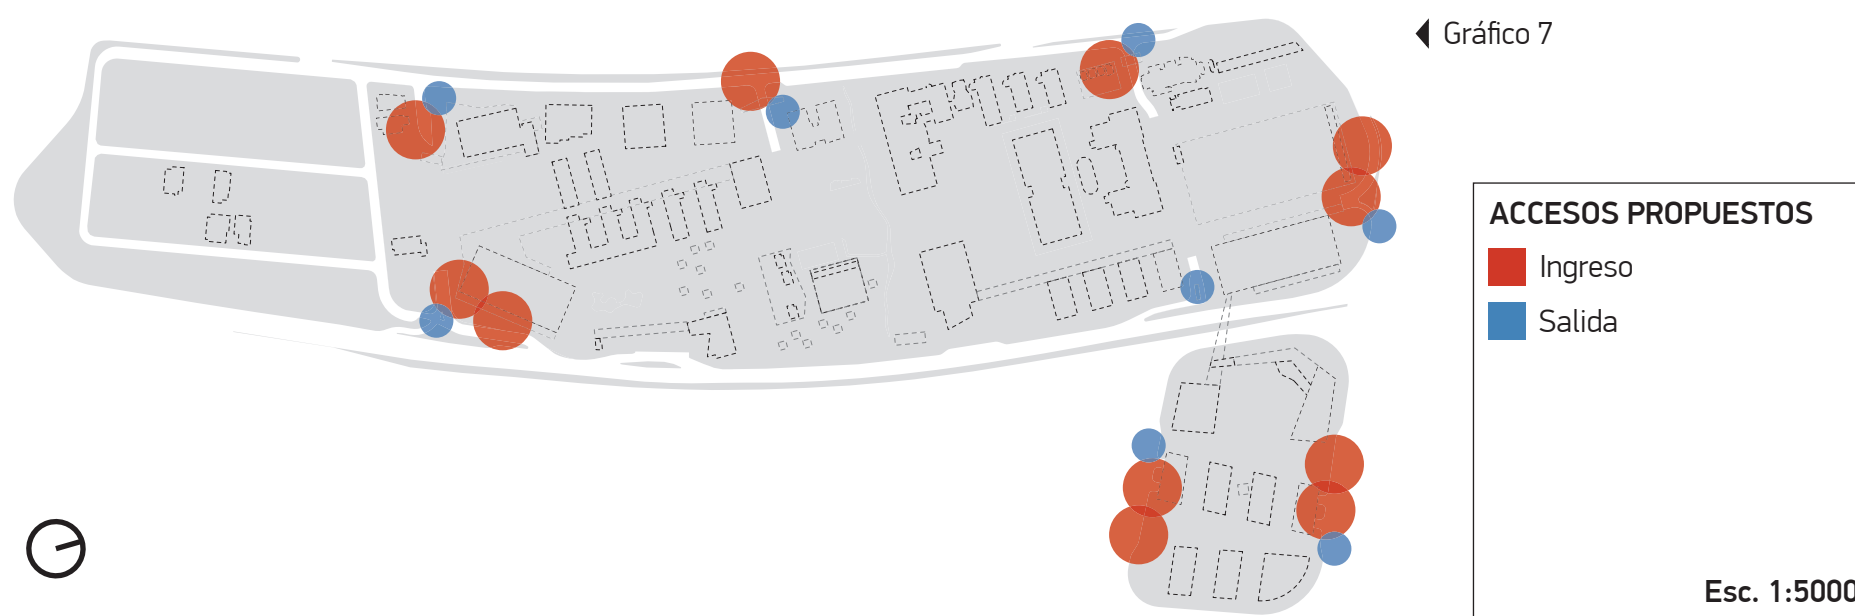 Gráfico 7
ACCESOS PROPUESTOS
Ingreso
Salida
Esc. 1:5000